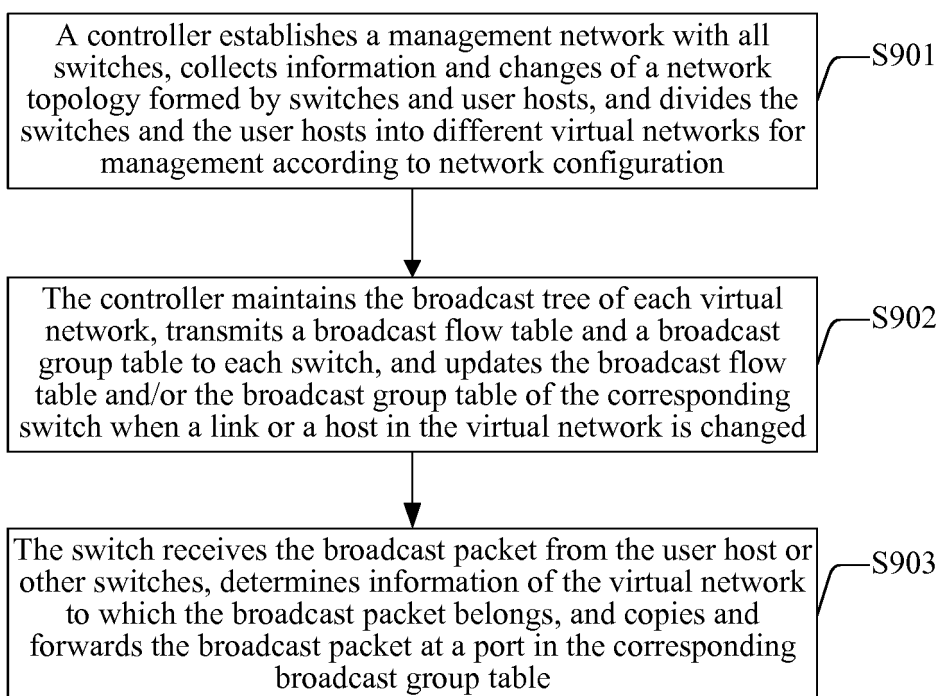 A controller establishes a management network with all
switches, collects information and changes of a network
topology formed by switches and user hosts, and divides the
switches and the user hosts into different virtual networks for
management according to network configuration
S901
The controller maintains the broadcast tree of each virtual
network, transmits a broadcast flow table and a broadcast
group table to each switch, and updates the broadcast flow
table and/or the broadcast group table of the corresponding
switch when a link or a host in the virtual network is changed
S902
The switch receives the broadcast packet from the user host or
other switches, determines information of the virtual network
to which the broadcast packet belongs, and copies and
forwards the broadcast packet at a port in the corresponding
broadcast group table
S903